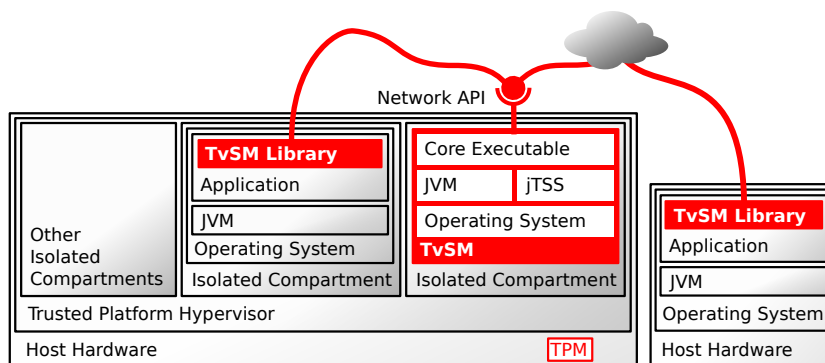 Network API
Other
Isolated
Compartments
TvSM Library
Application
JVM
Operating System
Isolated Compartment
Core Executable
JVM jTSS
Operating System
TvSM
Isolated Compartment
Trusted Platform Hypervisor
Host Hardware
TPM
TvSM Library
Application
JVM
Operating System
Host Hardware